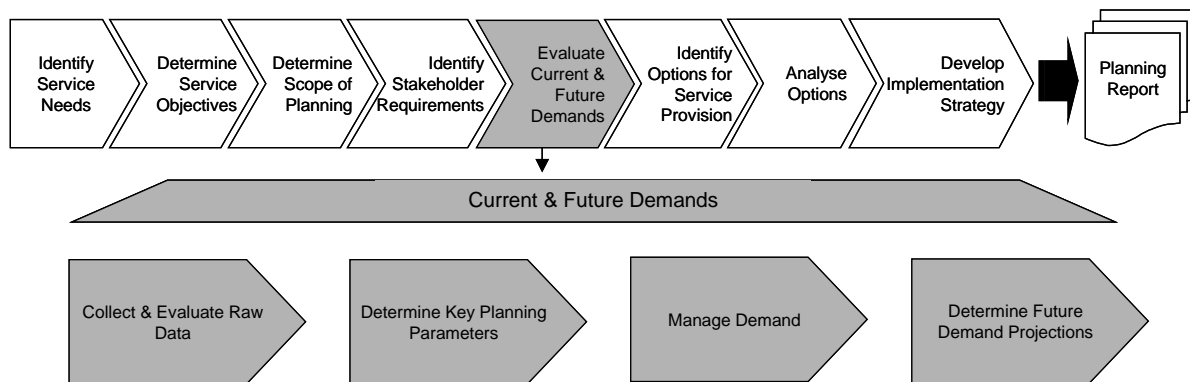 Identify
Service
Needs
Determine
Service
Objectives
Determine
Scope of
Planning
Identify
Stakeholder
Requirements
Evaluate
Current &
Future
Demands
Identify
Options for
Service
Provision
Analyse
Options
Develop
Implementation
Strategy
Planning
Report
Current & Future Demands
Collect & Evaluate Raw
Data
Determine Key Planning
Parameters
Manage Demand
Determine Future
Demand Projections